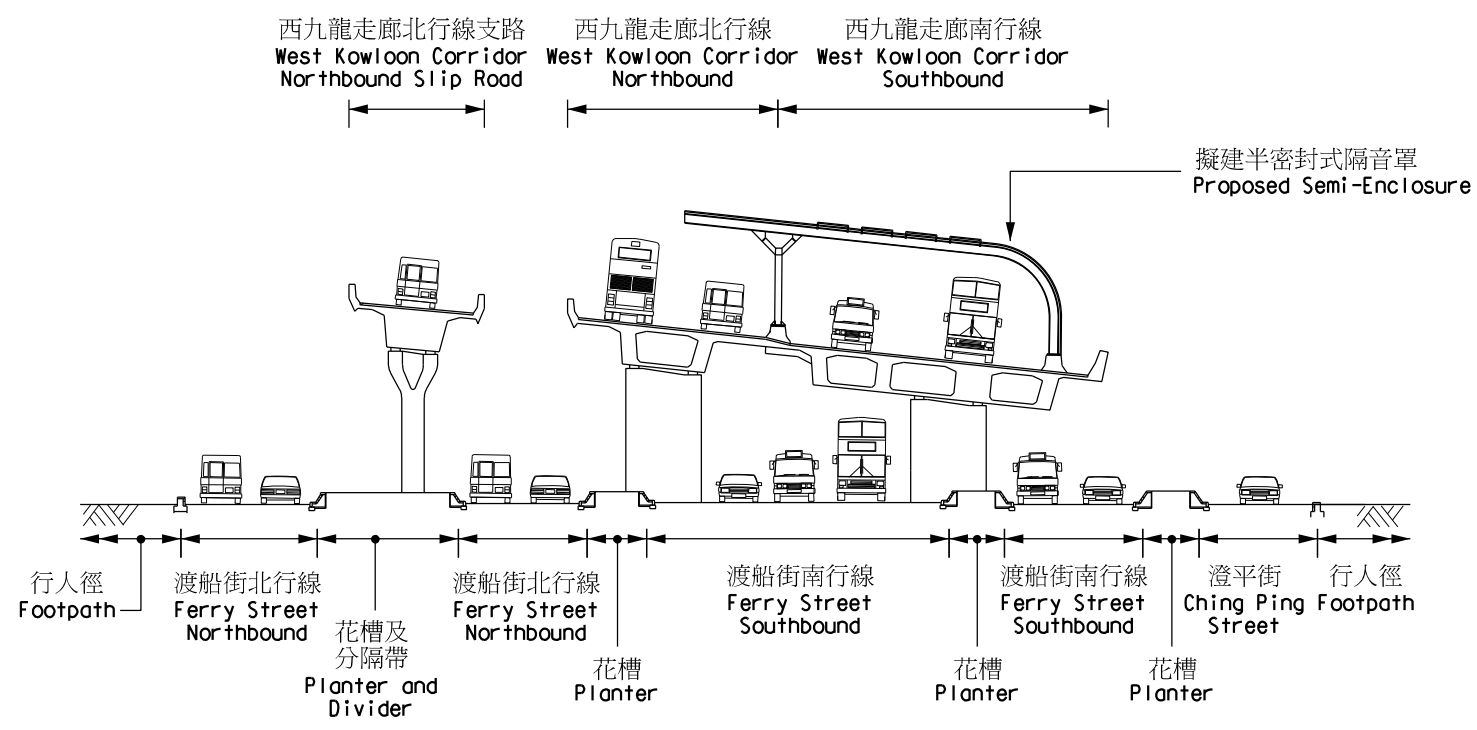 西九龍走廊北行線支路
West Kowloon Corridor
Northbound Slip Road
西九龍走廊北行線
West Kowloon Corridor
Northbound
西九龍走廊南行線
West Kowloon Corridor
Southbound
擬建半密封式隔音罩
Proposed Semi-Enclosure
行人徑
Footpath
渡船街北行線
Ferry Street
Northbound
花槽及
分隔帶
Planter and
Divider
渡船街北行線
Ferry Street
Northbound
花槽
Planter
渡船街南行線
Ferry Street
Southbound
花槽
Planter
渡船街南行線
Ferry Street
Southbound
花槽
Planter
澄平街
Ching Ping
Street
行人徑
Footpath